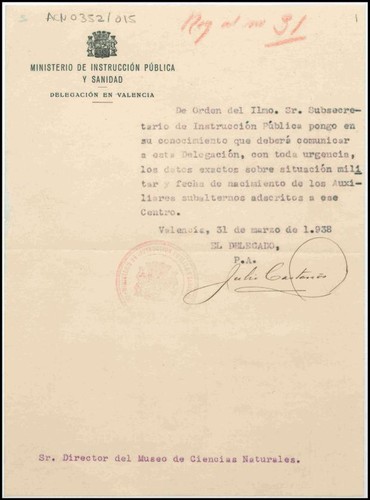 ACN0352/015
Reg al no 31
1
MINISTERIO DE INSTRUCCIÓN PÚBLICA
Y SANIDAD
DELEGACIÓN EN VALENCIA
De Orden del Ilmo. Sr. Subsecre-
tario de Instrucción Pública pongo en
su conocimiento que deberá comunicar
a esta Delegación, con toda urgencia,
los datos exactos sobre situación mili
tar y fecha de nacimiento de los Auxi-
liares subalternos adscritos a ese
Centro.
Valencia, 31 de marzo de 1.938
EL DELEGADO,
P.A.
Julio
Sr. Director del Museo de Ciencias Naturales.